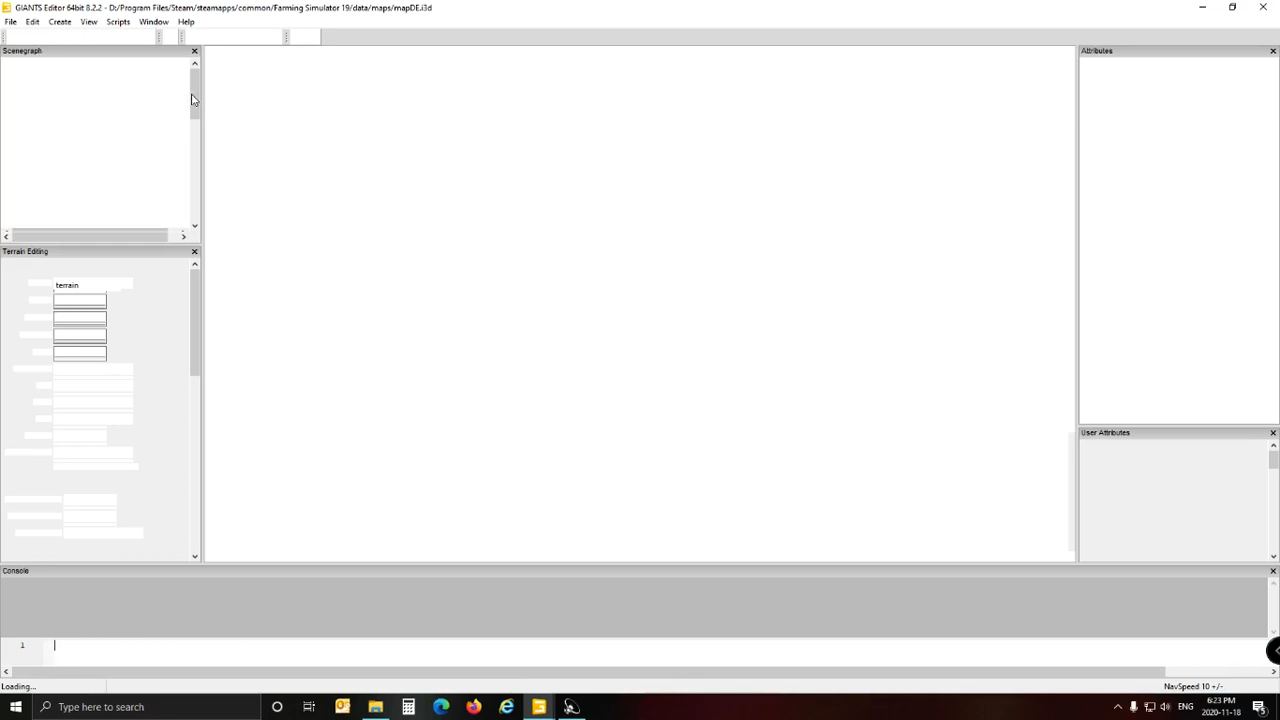 GIANTS Editor 64bit 8.2.2 - D:/Program Files/Steam/steamapps/common/Farming Simulator 19/data/maps/mapDE.i3d
File Edit Create View Scripts Window Help
Scenegraph
Attributes
Terrain Editing
terrain
User Attributes
Console
1
Loading...
NavSpeed 10 +/-
Type here to search
ENG
6:23 PM
2020-11-18
5